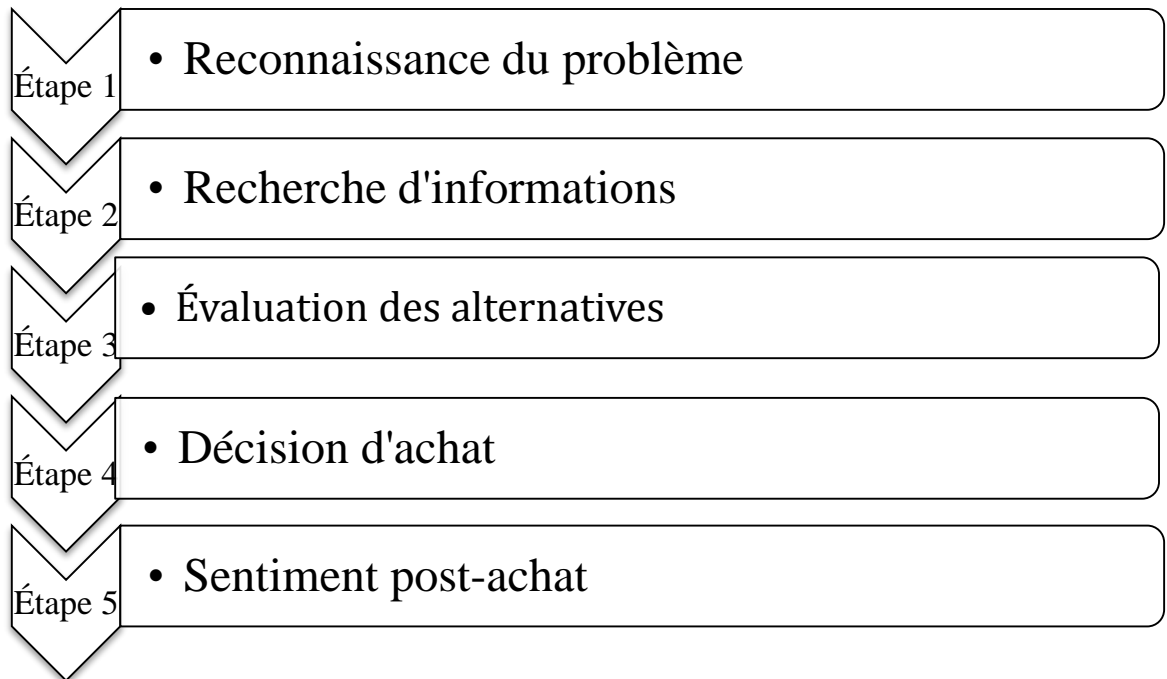 Étape 1
• Reconnaissance du problème
Étape 2
• Recherche d'informations
Étape 3
• Évaluation des alternatives
Étape 4
• Décision d'achat
Étape 5
• Sentiment post-achat